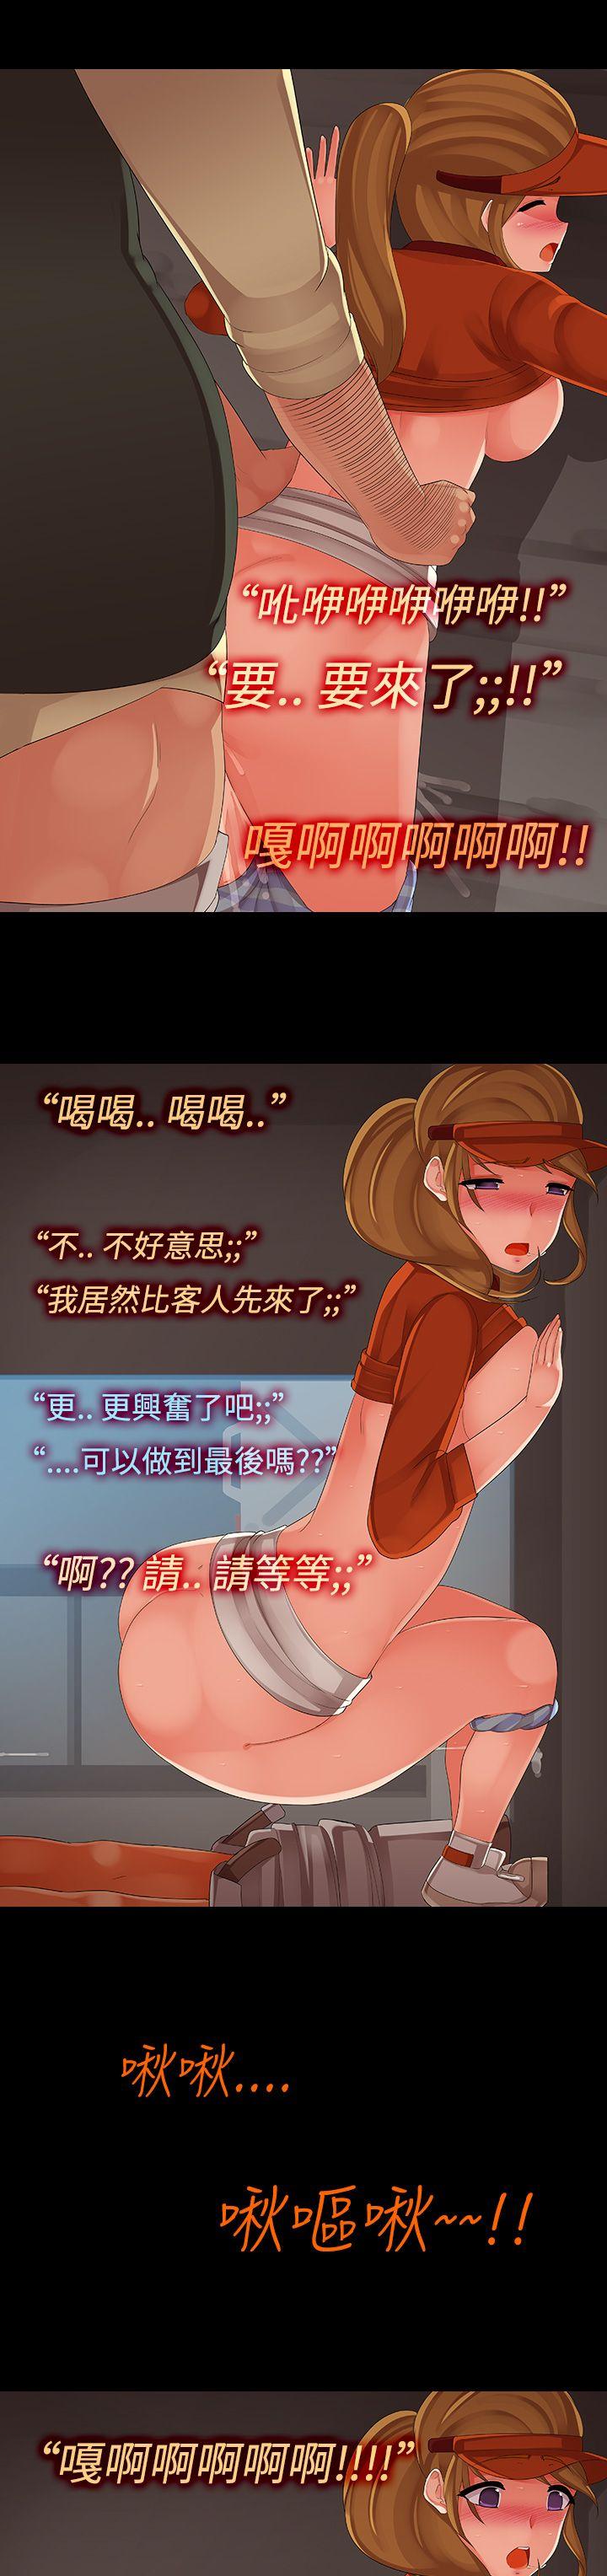 “吪咿咿咿咿咿!!”
“要.. 要來了;;!!”
嘎啊啊啊啊啊!!
“喝喝.. 喝喝..”
“不.. 不好意思;;”
“我居然比客人先來了;;”
“更.. 更興奮了吧;;”
“....可以做到最後嗎??”
“啊?? 請.. 請等等;;”
啾啾....
啾嘔啾~~!!
“嘎啊啊啊啊啊!!!!”